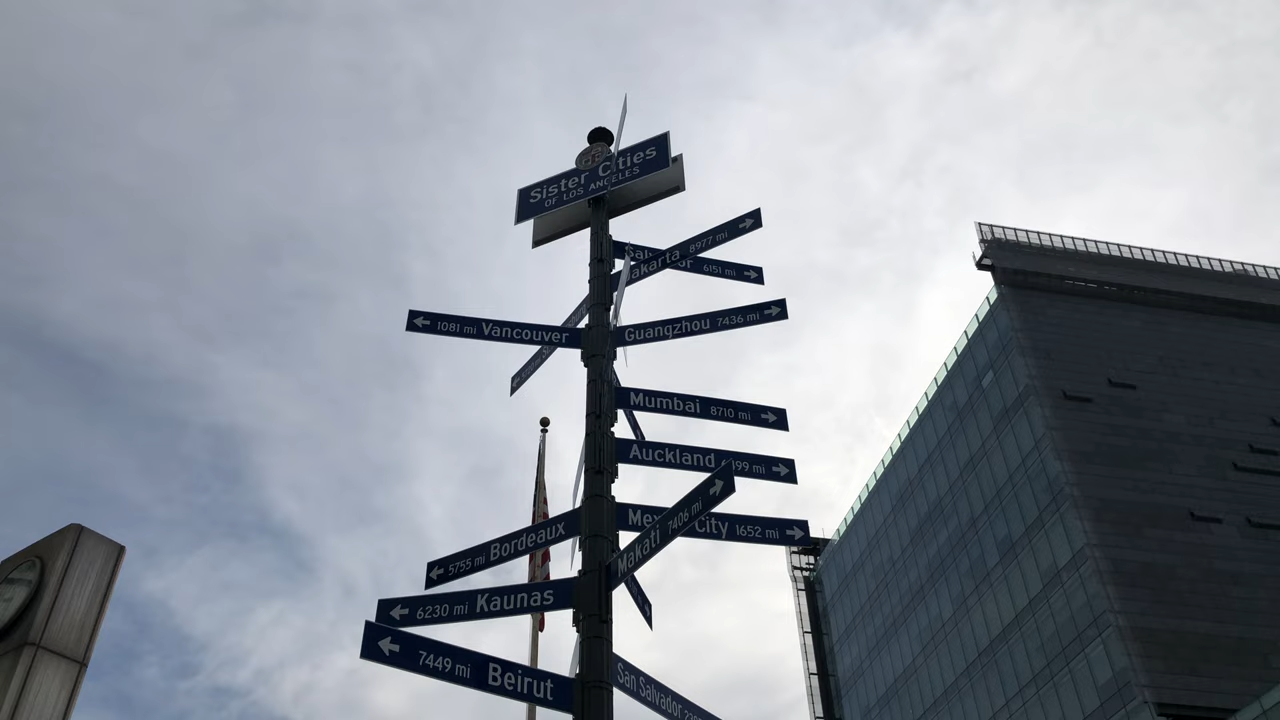 Sister Cities
OF LOS ANGELES
Jakarta 8977 mi
6151 mi
1081 mi Vancouver
Guangzhou 7436 mi
Mumbai 8710 mi
Auckland
5755 mi Bordeaux
City 1652 mi
Makati 7406 mi
6230 mi Kaunas
7449 mi Beirut
San Salvador